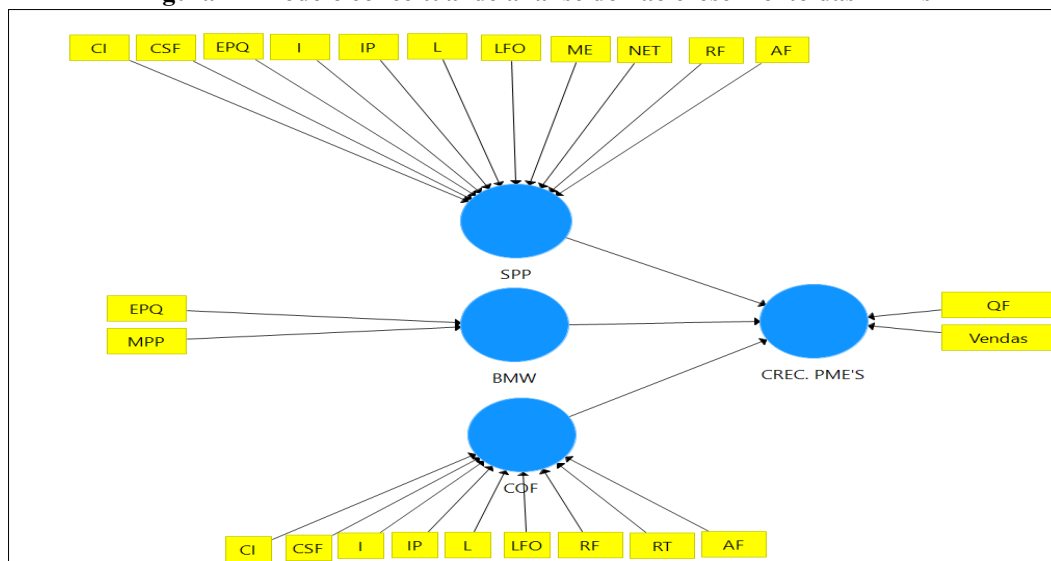 CI CSF EPQ I IP L LFO ME NET RF AF
SPP
EPQ
MPP
BMW
QF
Vendas
CREC. PME'S
COF
CI CSF I IP L LFO RF RT AF